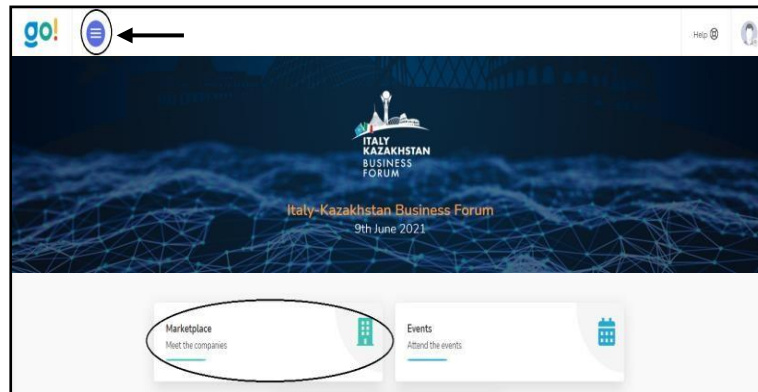 go!
Help
ITALY
KAZAKHSTAN
BUSINESS
FORUM
Italy-Kazakhstan Business Forum
9th June 2021
Marketplace
Meet the companies
Events
Attend the events